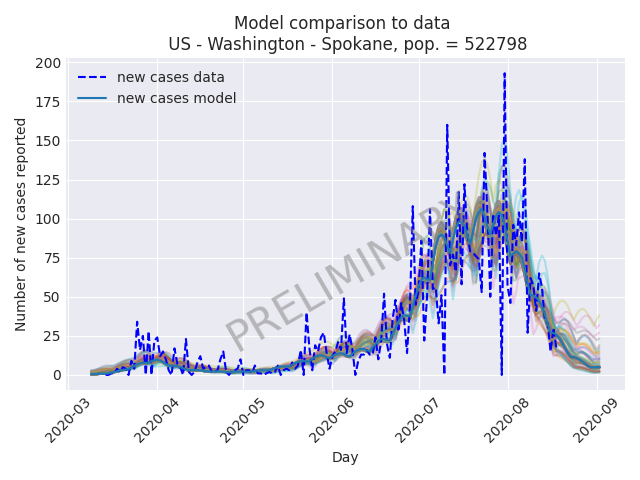 Model comparison to data
US - Washington - Spokane, pop. = 522798
new cases data
new cases model
PRELIMINARY
Number of new cases reported
200
175
150
125
100
75
50
25
0
2020-03
2020-04
2020-05
2020-06
2020-07
2020-08
2020-09
Day